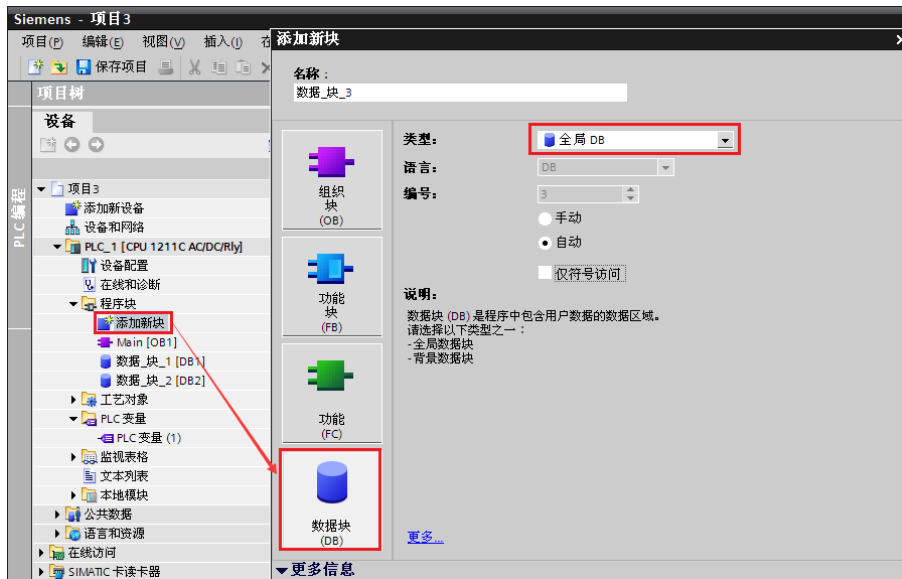 Siemens - 项目3
项目(P) 编辑(E) 视图(V) 插入(I) 在
保存项目
项目树
设备
PLC 编程
项目3
添加新设备
设备和网络
PLC_1 [CPU 1211C AC/DC/Rly]
设备配置
在线和诊断
程序块
添加新块
Main [OB1]
数据_块_1 [DB1]
数据_块_2 [DB2]
工艺对象
PLC 变量
PLC 变量 (1)
监视表格
文本列表
本地模块
公共数据
语言和资源
在线访问
SIMATIC 卡读卡器
添加新块
名称:
数据_块_3
组织
块
(OB)
功能
块
(FB)
功能
(FC)
数据块
(DB)
类型:
全局 DB
语言:
DB
编号:
3
手动
自动
仅符号访问
说明:
数据块 (DB) 是程序中包含用户数据的数据区域。
请选择以下类型之一:
-全局数据块
-背景数据块
更多...
更多信息